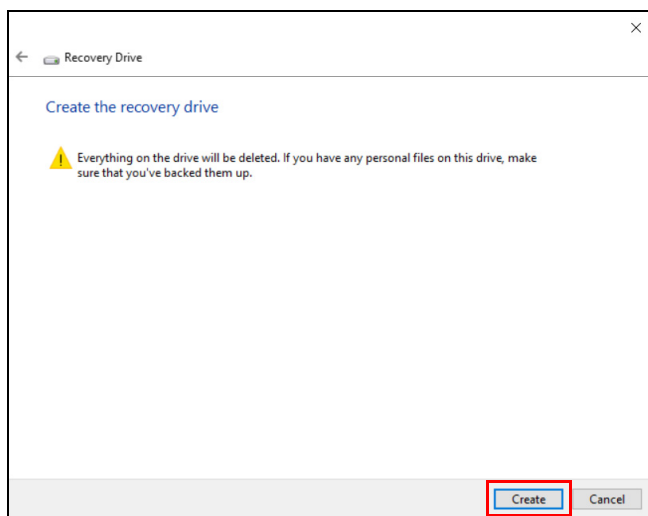 Recovery Drive
Create the recovery drive
Everything on the drive will be deleted. If you have any personal files on this drive, make
sure that you've backed them up.
Create
Cancel